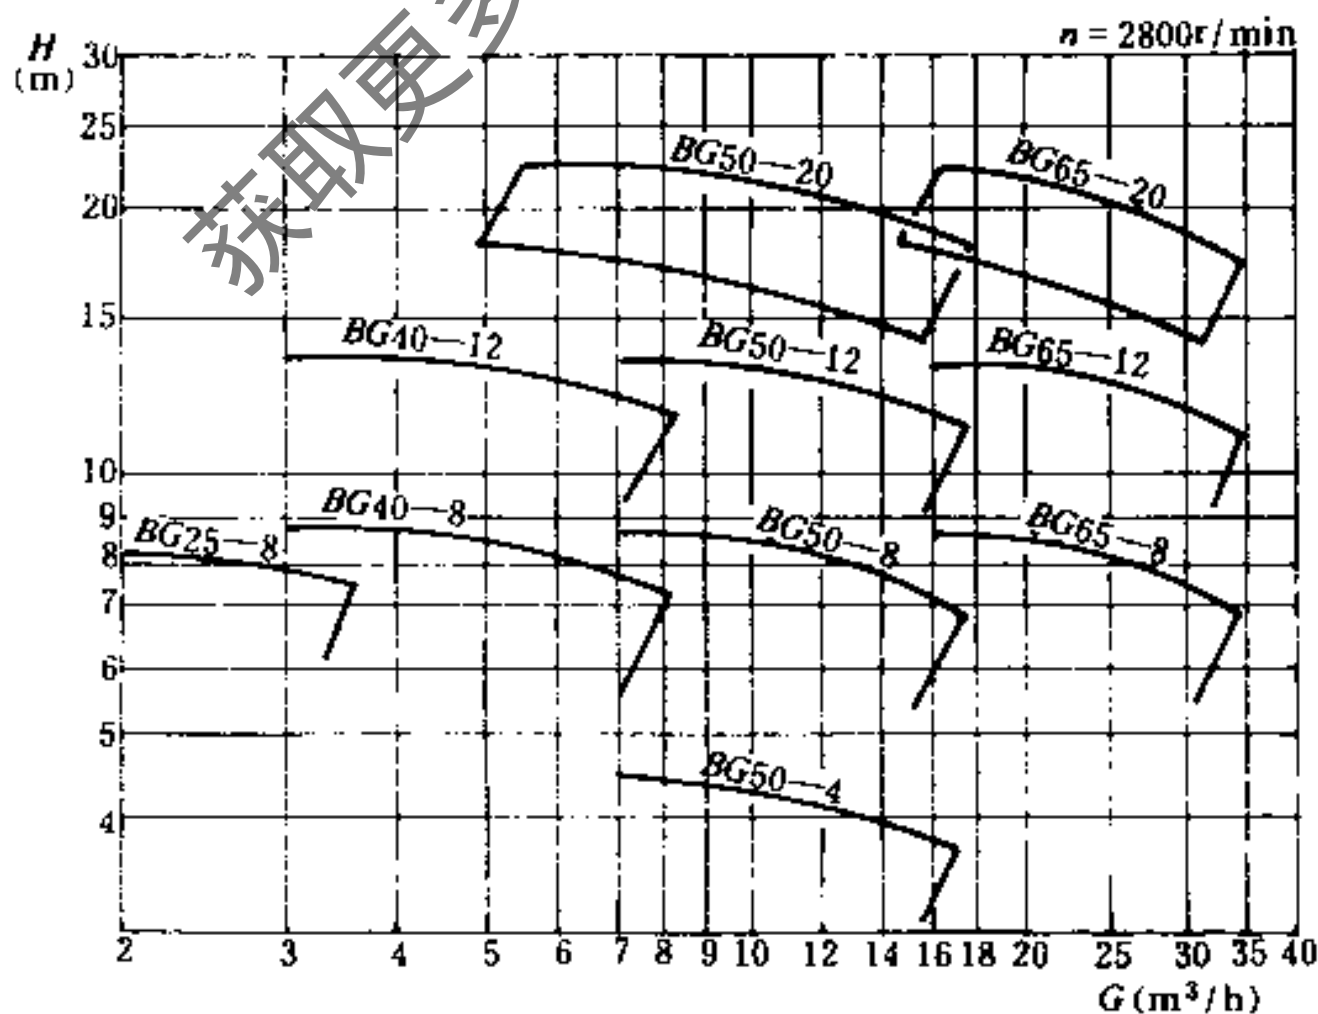 n = 2800r/min
H
(m)
30
25
20
15
10
9
8
7
6
5
4
BG50—20
BG65—20
BG40—12
BG50—12
BG65—12
BG25—8
BG40—8
BG50—8
BG65—8
BG50—4
2 3 4 5 6 7 8 9 10 12 14 16 18 20 25 30 35 40
G(m³/h)
获取更多